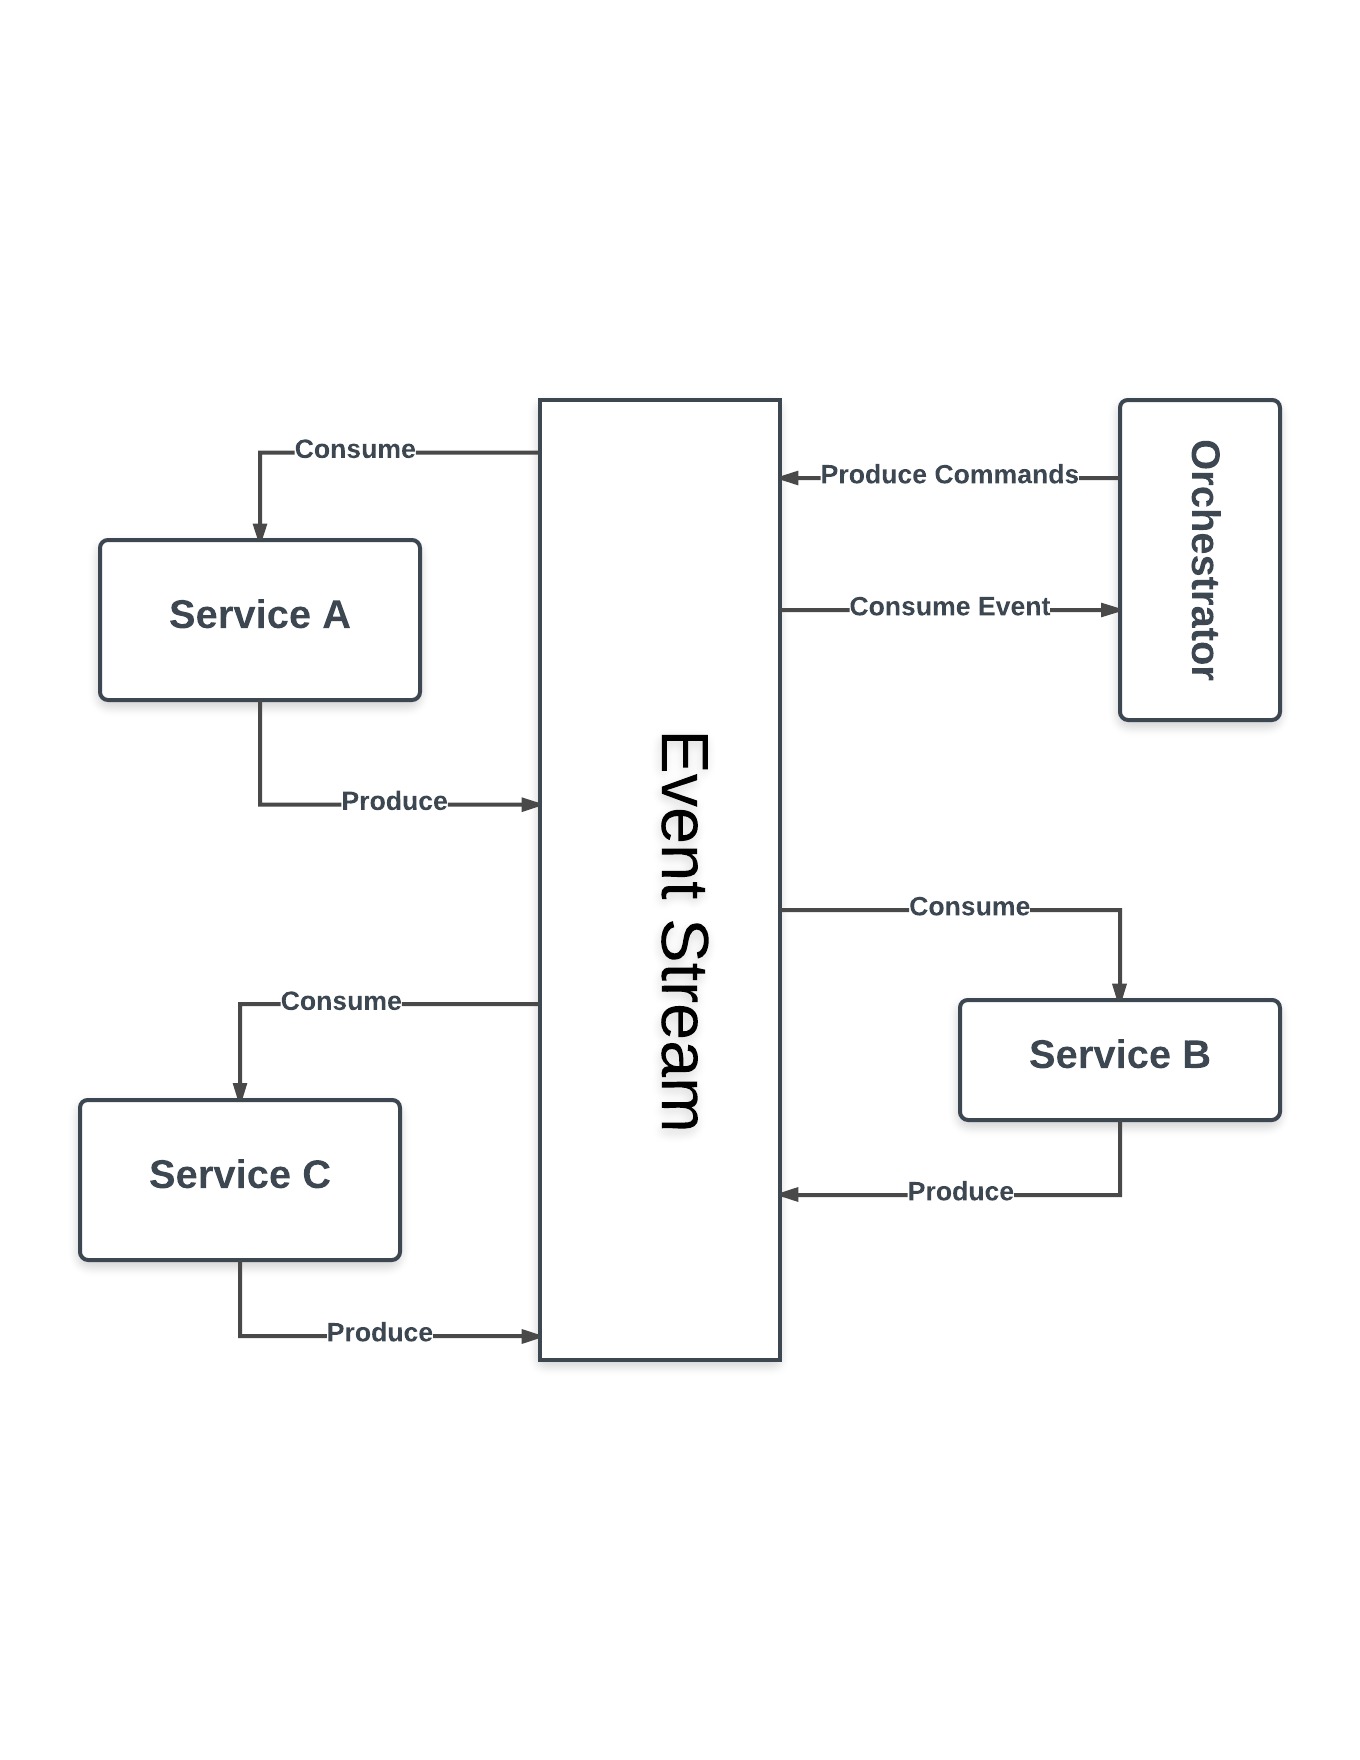 Consume
Produce Commands
Orchestrator
Consume Event
Service A
Produce
Event Stream
Consume
Consume
Service B
Service C
Produce
Produce